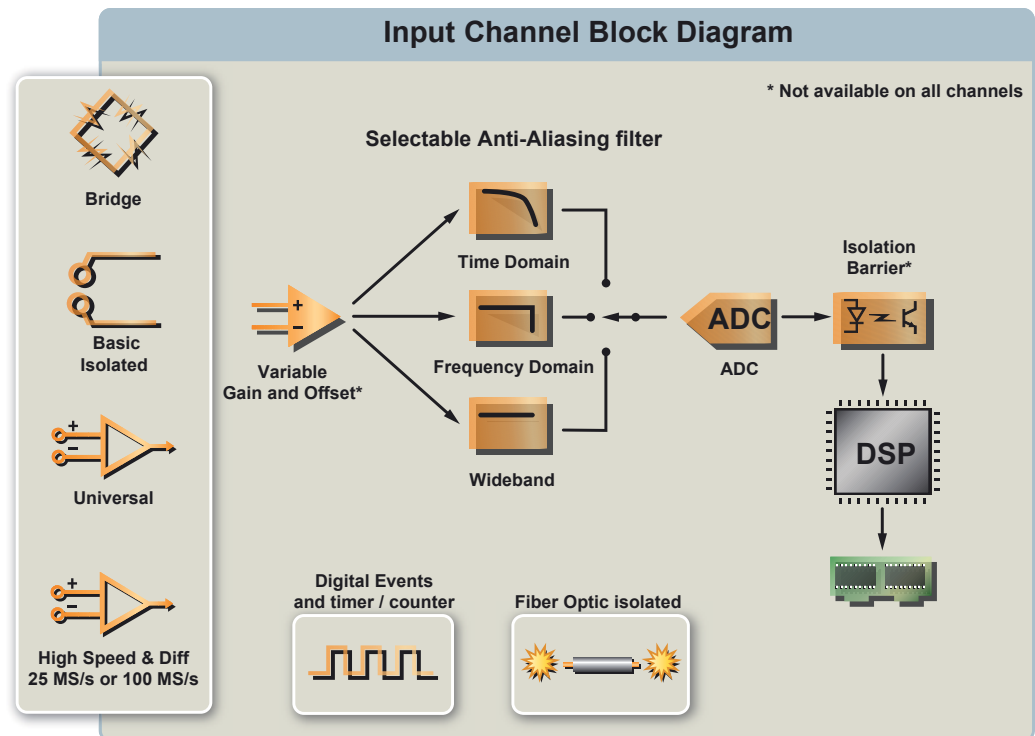 Input Channel Block Diagram
* Not available on all channels
Bridge
Basic
Isolated
Universal
+
−
High Speed & Diff
25 MS/s or 100 MS/s
+
−
Selectable Anti-Aliasing filter
+
−
Variable
Gain and Offset*
Time Domain
Frequency Domain
Wideband
ADC
ADC
Isolation
Barrier*
DSP
Digital Events
and timer / counter
Fiber Optic isolated